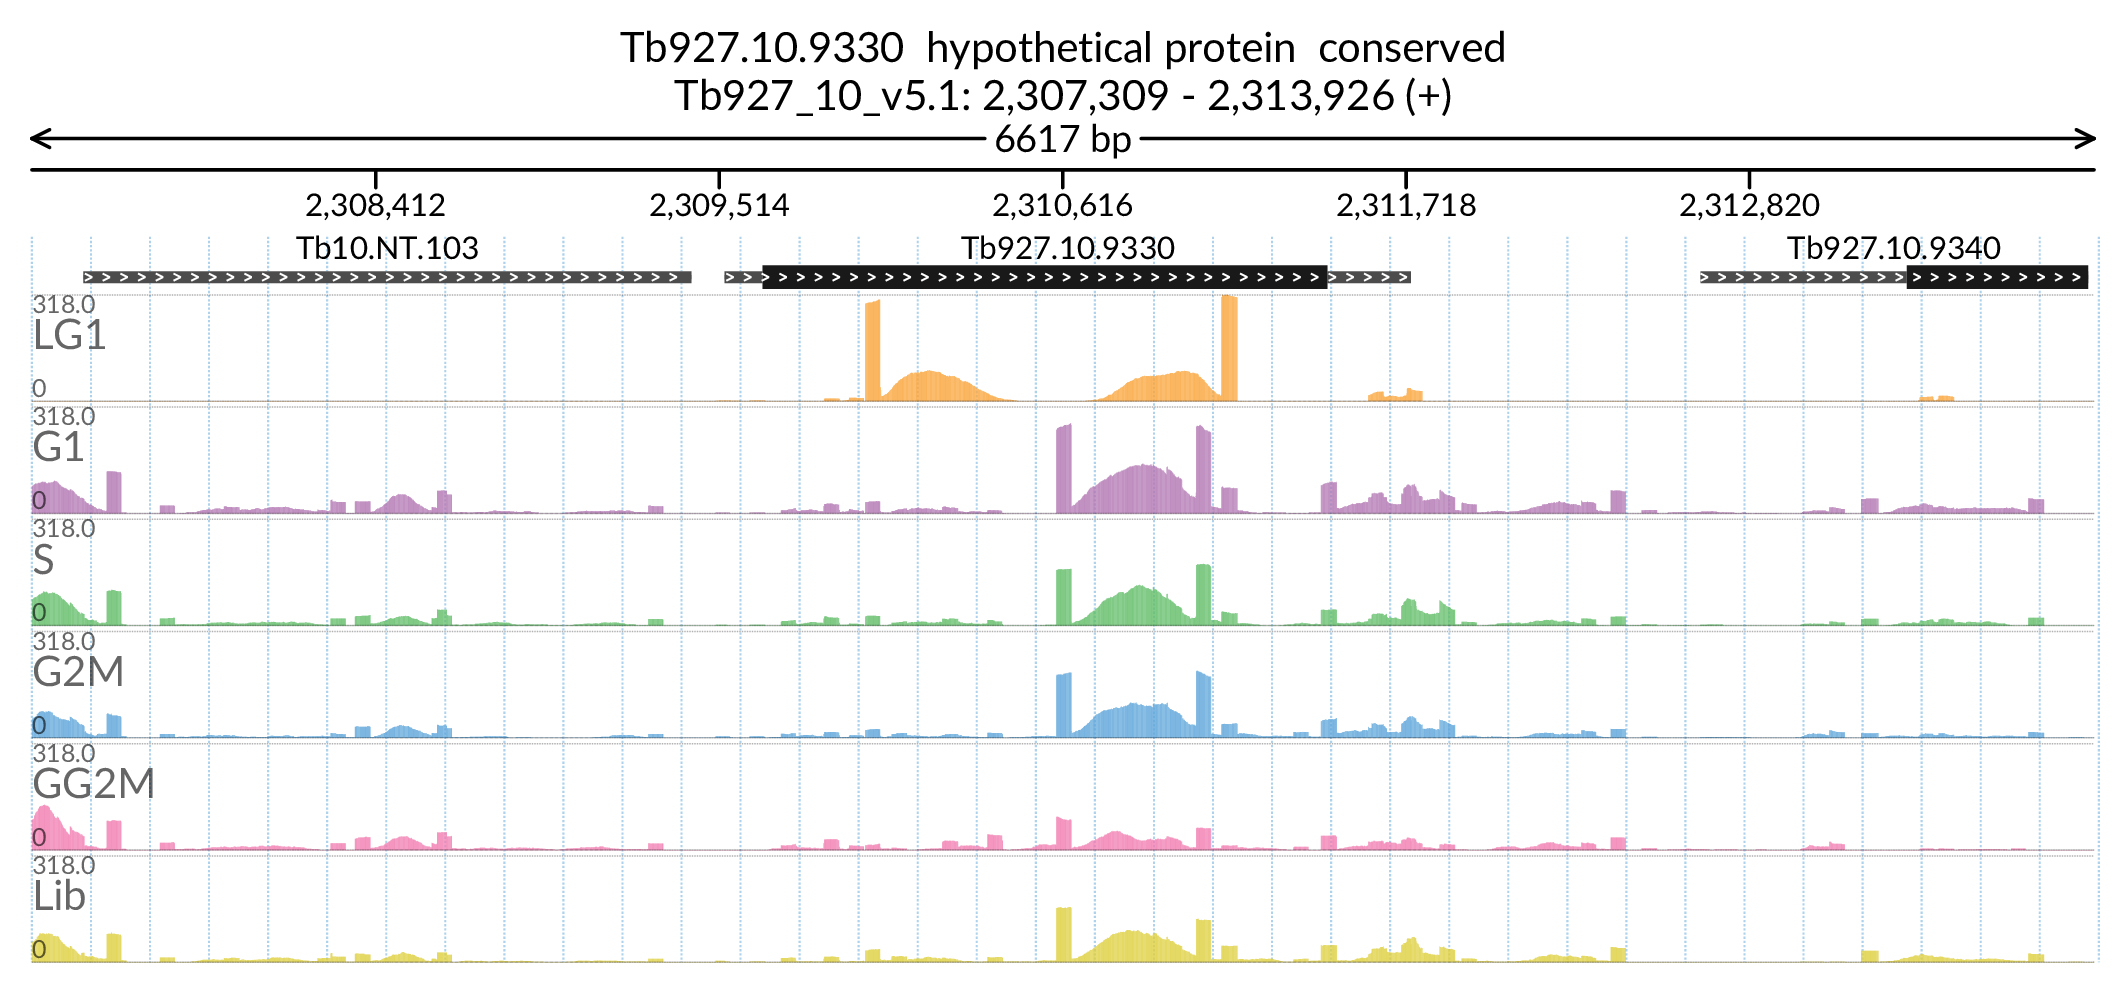 Tb927.10.9330  hypothetical protein  conserved
Tb927_10_v5.1: 2,307,309 - 2,313,926 (+)
6617 bp
2,308,412 2,309,514 2,310,616 2,311,718 2,312,820
Tb10.NT.103 Tb927.10.9330 Tb927.10.9340
318.0
LG1
0
318.0
G1
0
318.0
S
0
318.0
G2M
0
318.0
GG2M
0
318.0
Lib
0